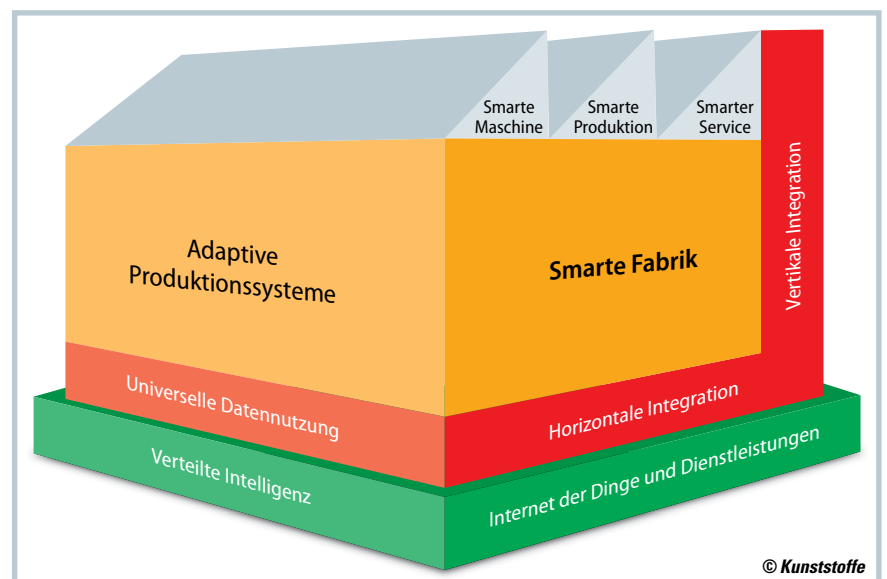 Smarte
Maschine
Smarte
Produktion
Smarter
Service
Vertikale Integration
Adaptive
Produktionssysteme
Smarte Fabrik
Universelle Datennutzung
Horizontale Integration
Verteilte Intelligenz
Internet der Dinge und Dienstleistungen
© Kunststoffe